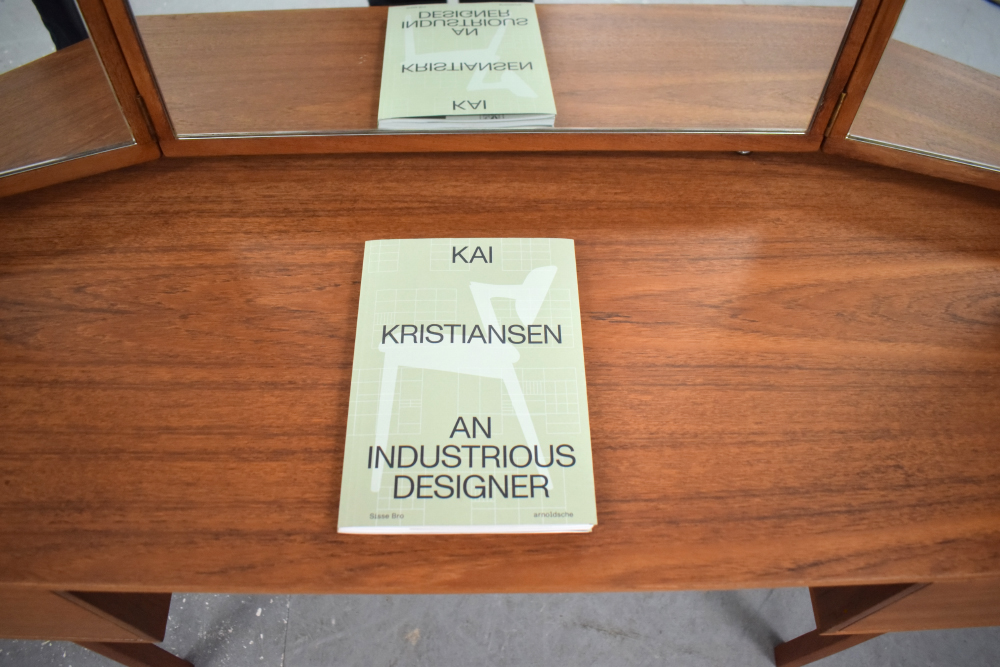 KAI
KRISTIANSEN
AN
INDUSTRIOUS
DESIGNER
Sisse Bro
arnoldsche